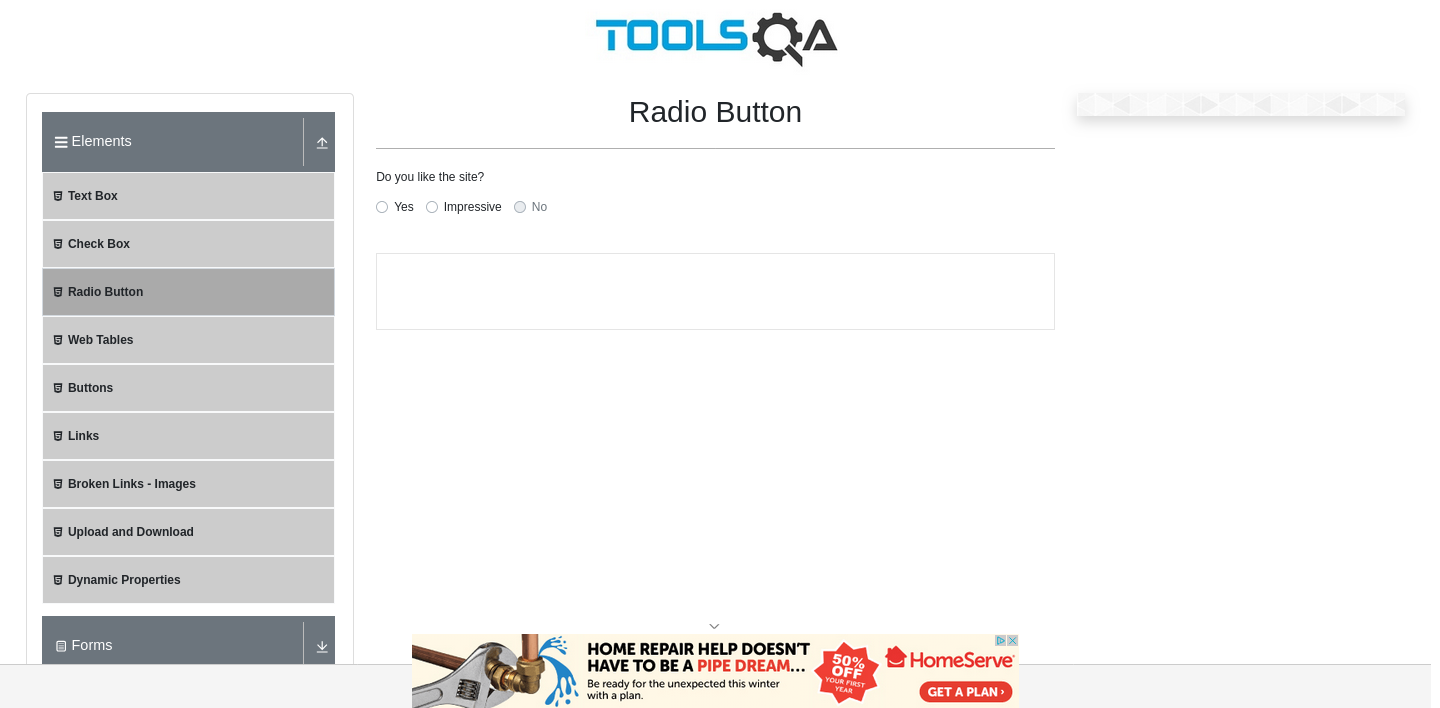 TOOLSQA
Elements
Text Box
Check Box
Radio Button
Web Tables
Buttons
Links
Broken Links - Images
Upload and Download
Dynamic Properties
Forms
Radio Button
Do you like the site?
Yes
Impressive
No
HOME REPAIR HELP DOESN'T
HAVE TO BE A PIPE DREAM...
Be ready for the unexpected this winter
with a plan.
50%
OFF
YOUR FIRST
YEAR
HomeServe
GET A PLAN ›